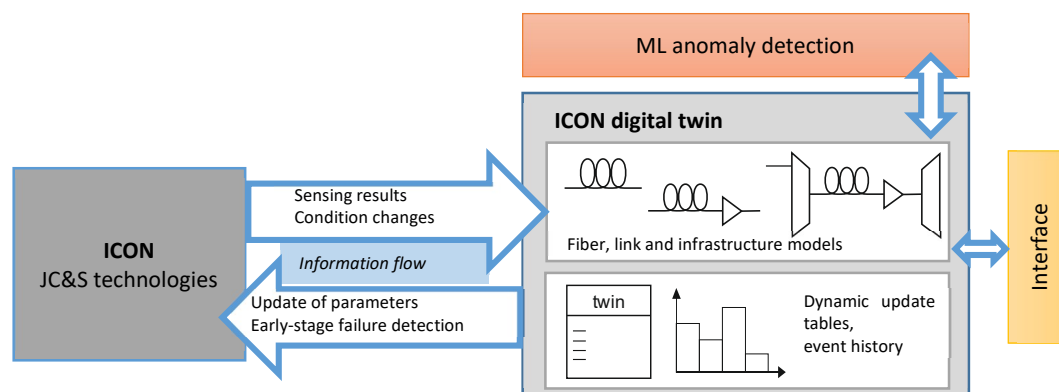 ML anomaly detection
ICON digital twin
Fiber, link and infrastructure models
Sensing results
Condition changes
ICON
JC&S technologies
Information flow
Update of parameters
Early-stage failure detection
twin
Dynamic update
tables,
event history
Interface